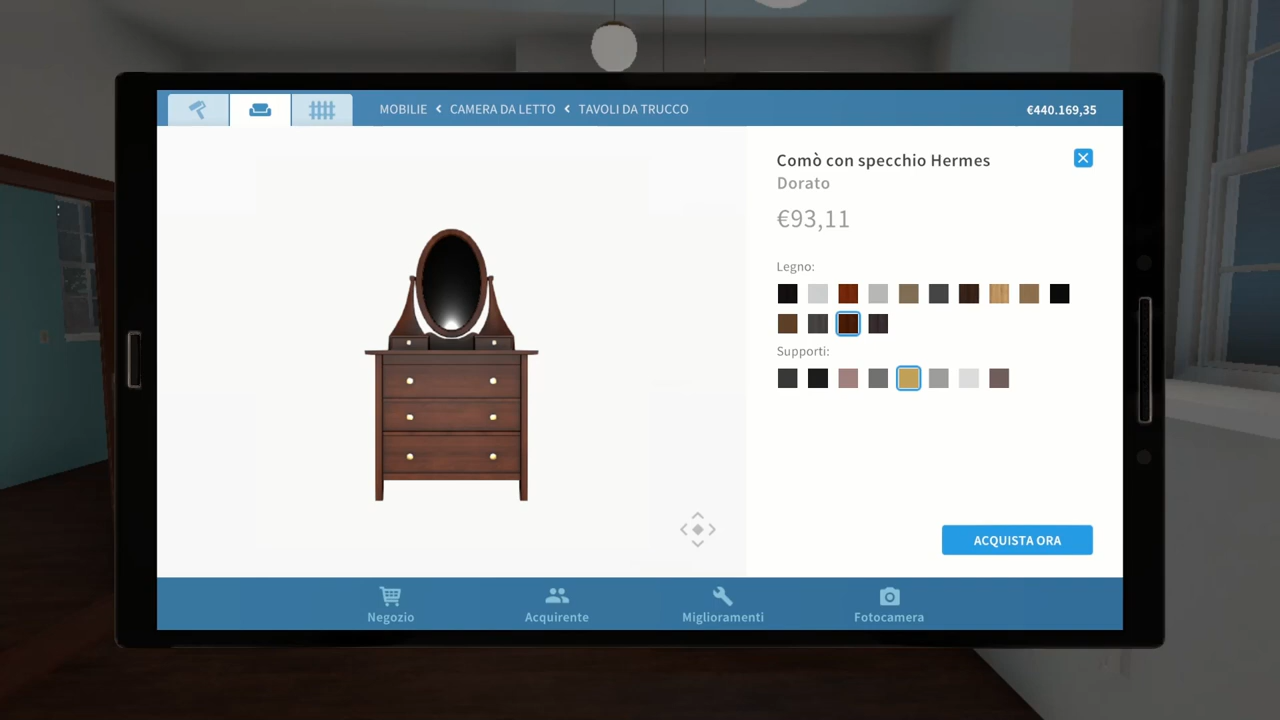 MOBILIE < CAMERA DA LETTO < TAVOLI DA TRUCCO
€440.169,35
Comò con specchio Hermes
Dorato
€93,11
Legno:
Supporti:
ACQUISTA ORA
Negozio
Acquirente
Miglioramenti
Fotocamera